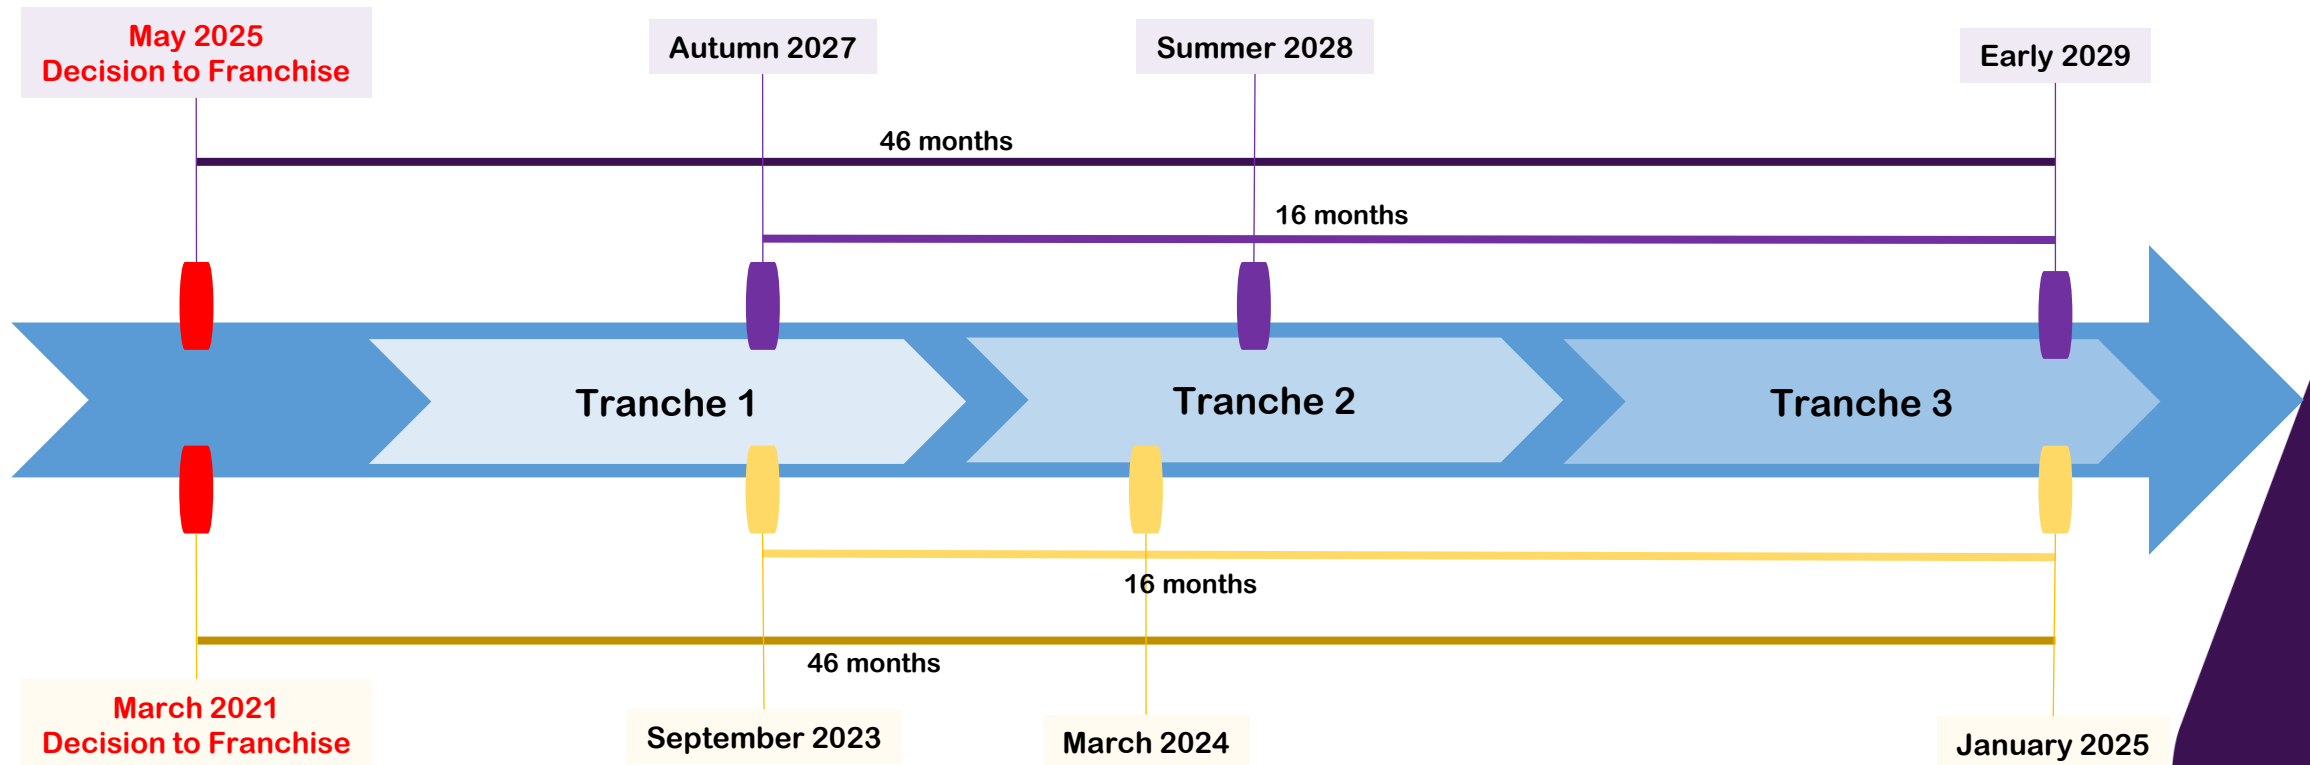 May 2025
Decision to Franchise
Autumn 2027
Summer 2028
Early 2029
46 months
16 months
Tranche 1
Tranche 2
Tranche 3
16 months
46 months
March 2021
Decision to Franchise
September 2023
March 2024
January 2025